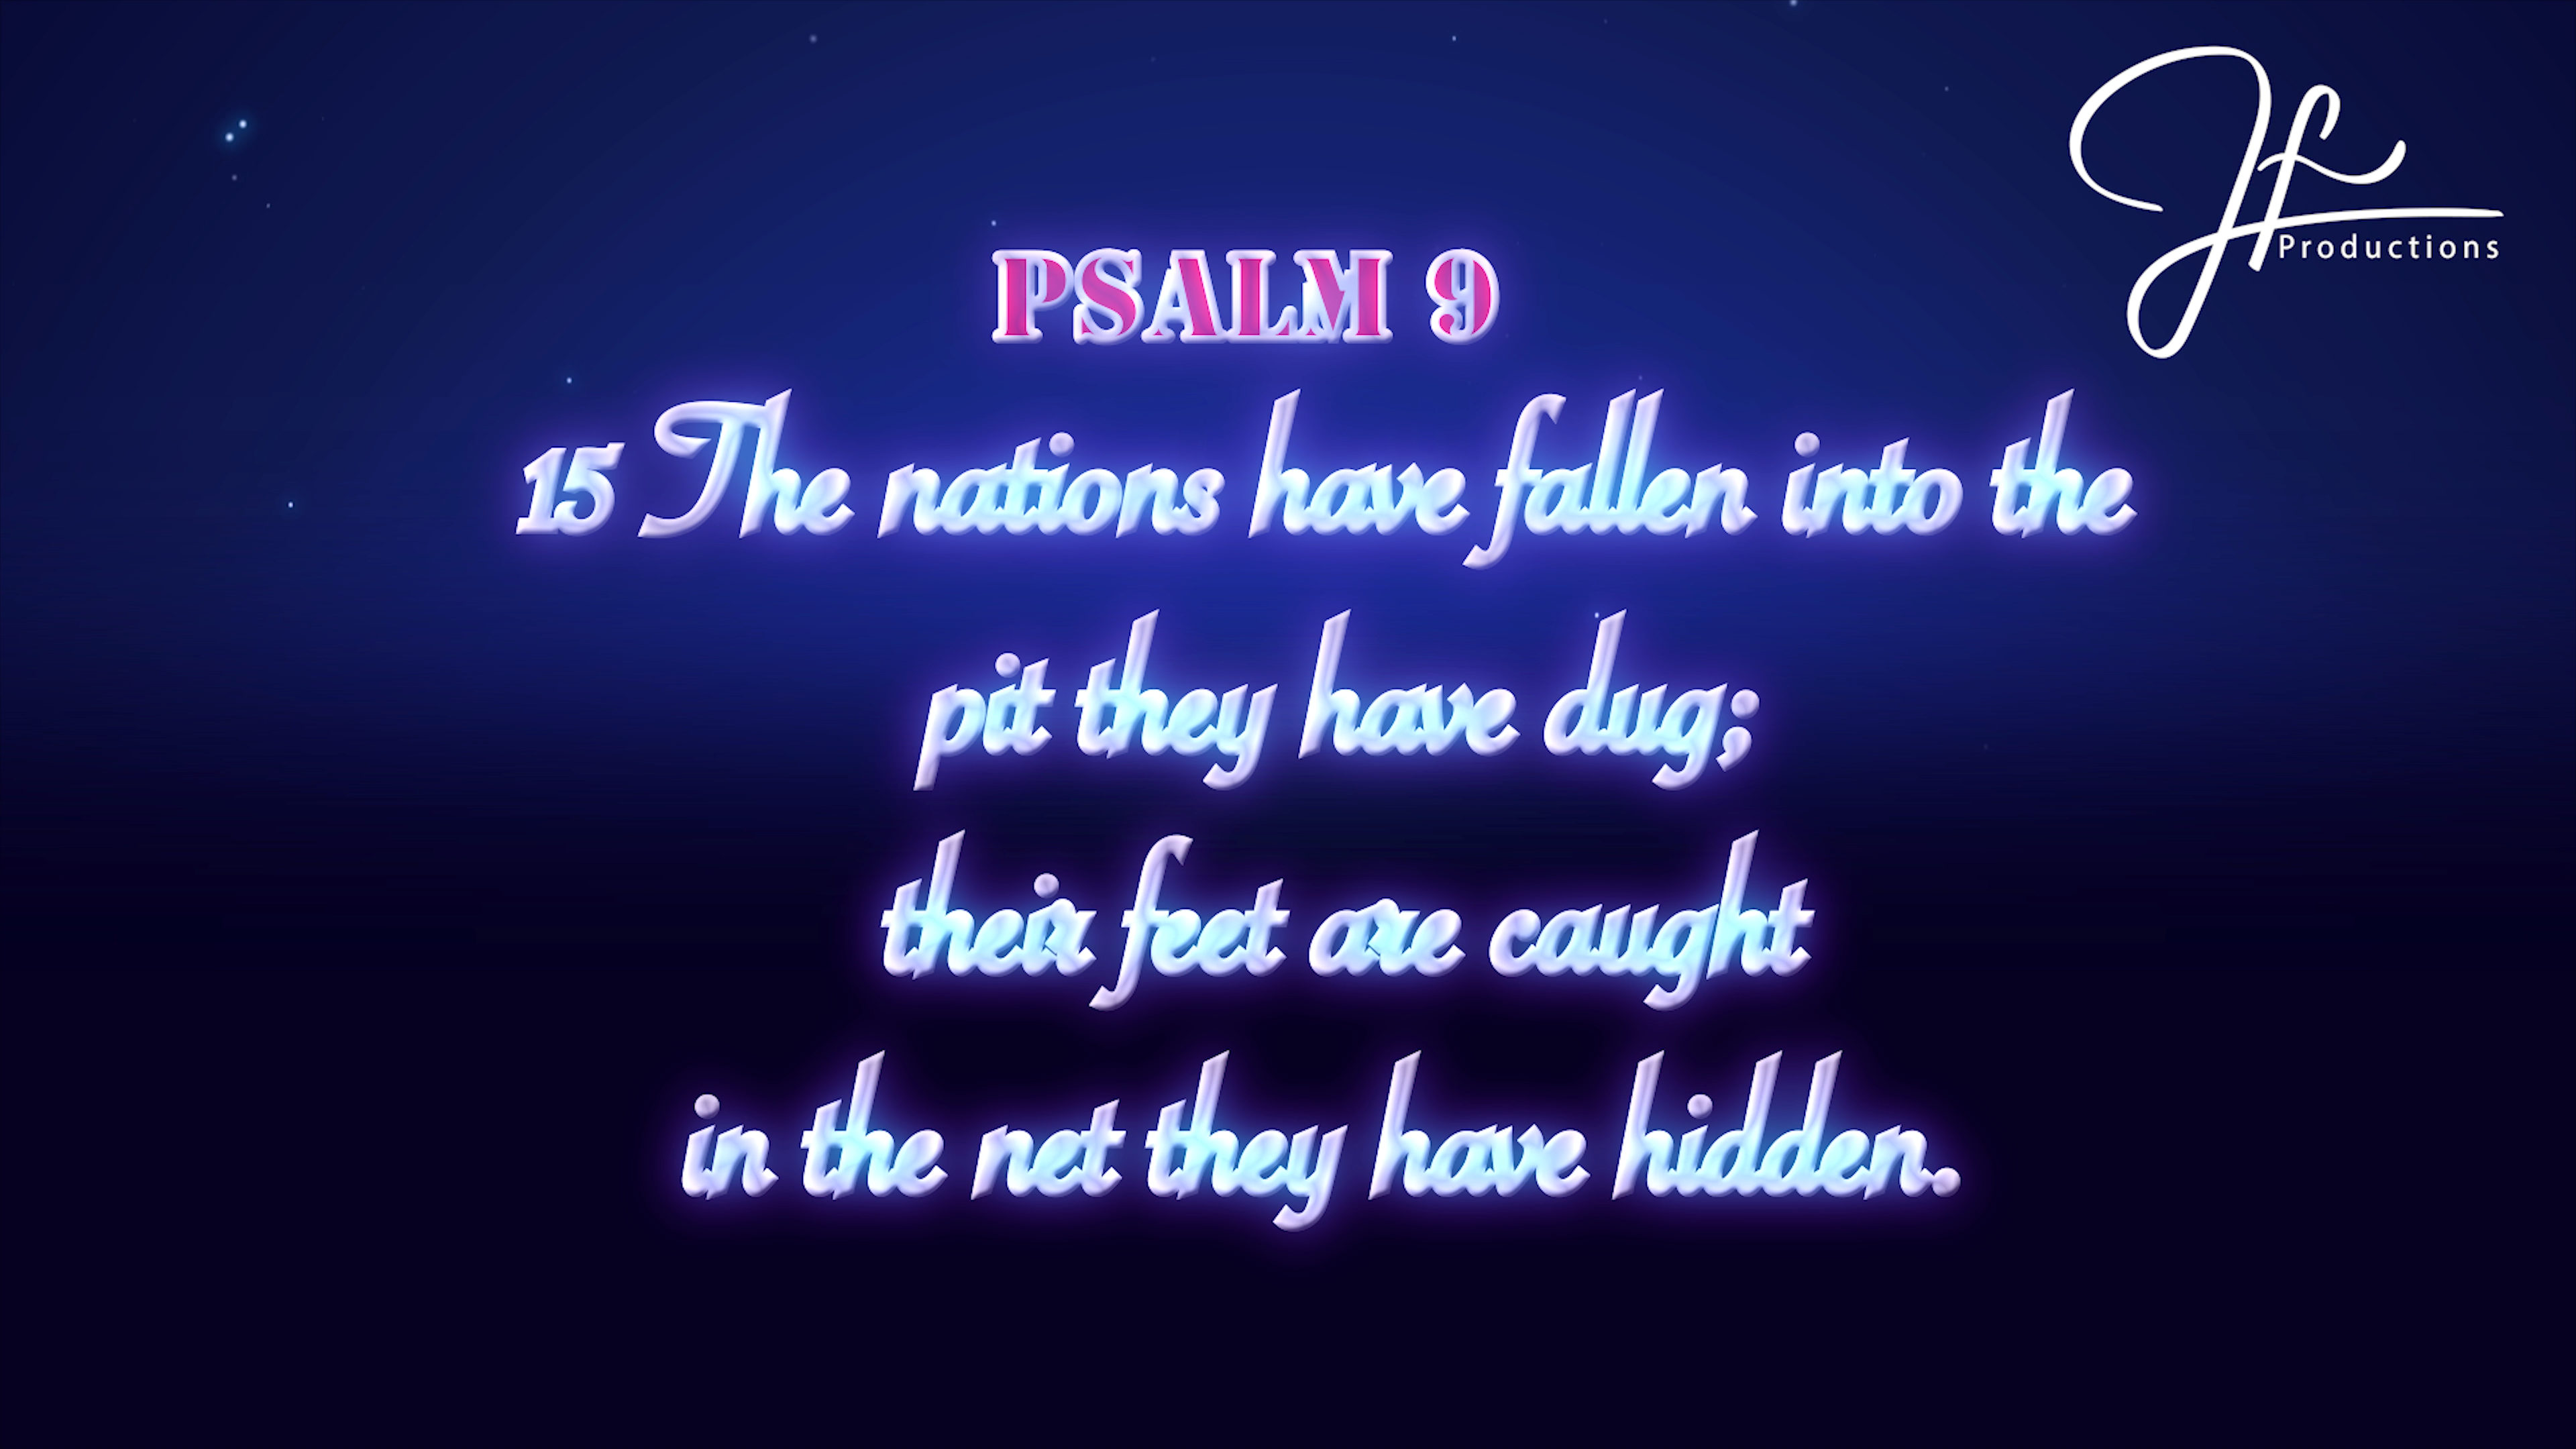 JF
Productions
PSALM 9
15 The nations have fallen into the
pit they have dug;
their feet are caught
in the net they have hidden.